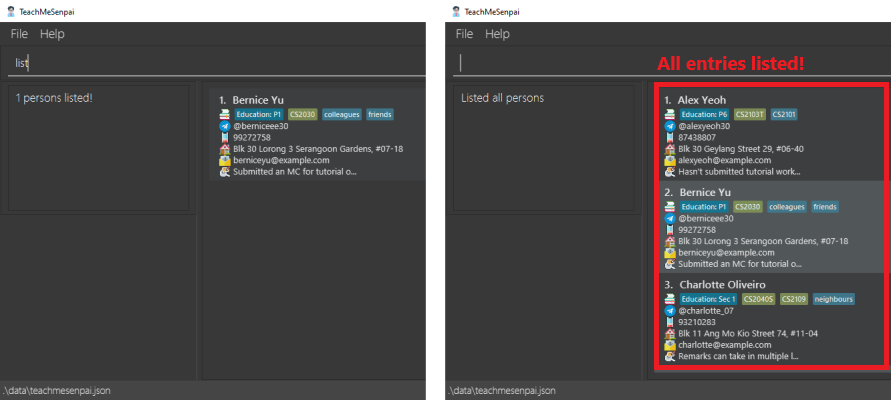 TeachMeSenpai
File Help
list
1 persons listed!
1. Bernice Yu
Education: P1 CS2030 colleagues friends
@berniceee30
99272758
Blk 30 Lorong 3 Serangoon Gardens, #07-18
berniceyu@example.com
Submitted an MC for tutorial o...
.\data\teachmesenpai.json
TeachMeSenpai
File Help
All entries listed!
Listed all persons
1. Alex Yeoh
Education: P6 CS2103T CS2101
@alexyeoh30
87438807
Blk 30 Geylang Street 29, #06-40
alexyeoh@example.com
Hasn't submitted tutorial work...
2. Bernice Yu
Education: P1 CS2030 colleagues friends
@berniceee30
99272758
Blk 30 Lorong 3 Serangoon Gardens, #07-18
berniceyu@example.com
Submitted an MC for tutorial o...
3. Charlotte Oliveiro
Education: Sec 1 CS2040S CS2109 neighbours
@charlotte_07
93210283
Blk 11 Ang Mo Kio Street 74, #11-04
charlotte@example.com
Remarks can take in multiple l...
.\data\teachmesenpai.json